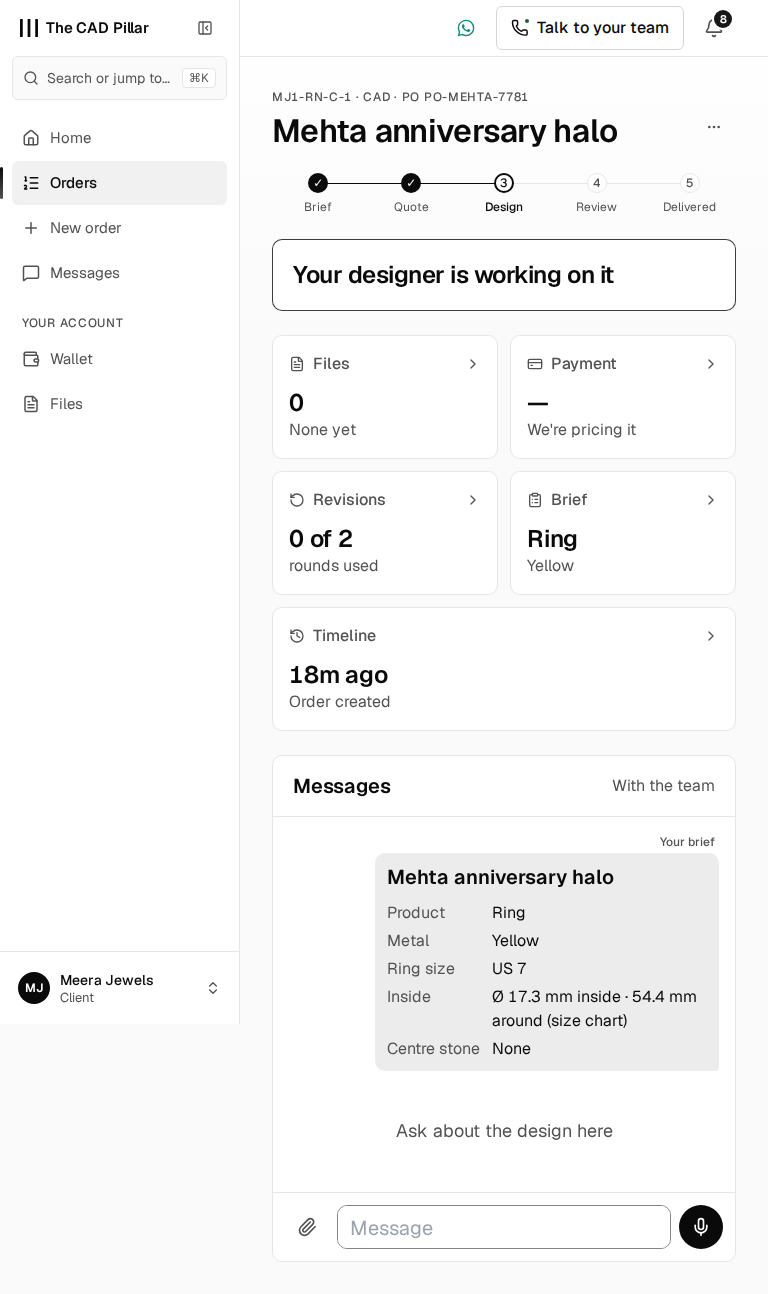 The CAD Pillar
Search or jump to... ⌘K
Home
Orders
New order
Messages
YOUR ACCOUNT
Wallet
Files
MJ
Meera Jewels
Client
Talk to your team
8
MJ1-RN-C-1 · CAD · PO PO-MEHTA-7781
Mehta anniversary halo
✓ ✓ 3 4 5
Brief Quote Design Review Delivered
Your designer is working on it
Files
0
None yet
Payment
—
We're pricing it
Revisions
0 of 2
rounds used
Brief
Ring
Yellow
Timeline
18m ago
Order created
Messages With the team
Your brief
Mehta anniversary halo
Product Ring
Metal Yellow
Ring size US 7
Inside Ø 17.3 mm inside · 54.4 mm
around (size chart)
Centre stone None
Ask about the design here
Message